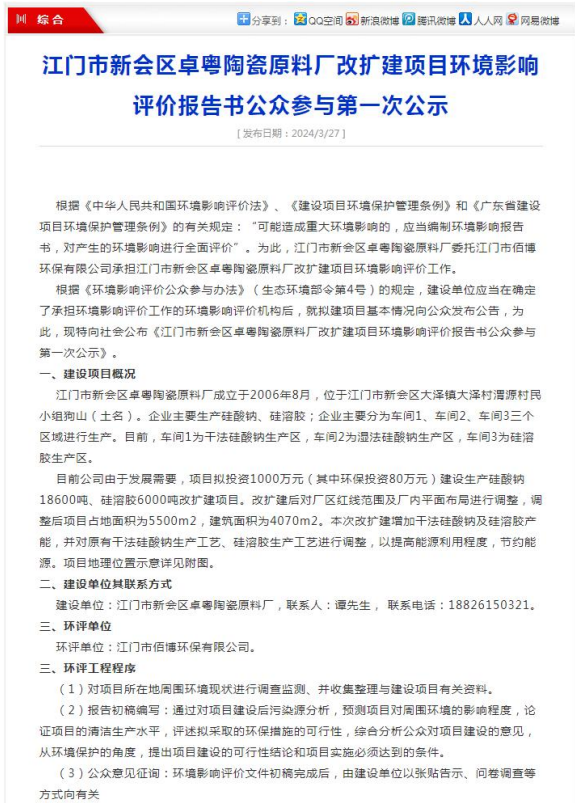 综合
分享到： QQ空间 新浪微博 腾讯微博 人人网 网易微博
江门市新会区卓粤陶瓷原料厂改扩建项目环境影响
评价报告书公众参与第一次公示
[ 发布日期：2024/3/27 ]
根据《中华人民共和国环境影响评价法》、《建设项目环境保护管理条例》和《广东省建设
项目环境保护管理条例》的有关规定：“可能造成重大环境影响的，应当编制环境影响报告
书，对产生的环境影响进行全面评价”。为此，江门市新会区卓粤陶瓷原料厂委托江门市佰博
环保有限公司承担江门市新会区卓粤陶瓷原料厂改扩建项目环境影响评价工作。
根据《环境影响评价公众参与办法》（生态环境部令第4号）的规定，建设单位应当在确定
了承担环境影响评价工作的环境影响评价机构后，就拟建项目基本情况向公众发布公告，为
此，现特向社会公布《江门市新会区卓粤陶瓷原料厂改扩建项目环境影响评价报告书公众参与
第一次公示》。
一、建设项目概况
江门市新会区卓粤陶瓷原料厂成立于2006年8月，位于江门市新会区大泽镇大泽村渭源村民
小组狗山（土名）。企业主要生产硅酸钠、硅溶胶；企业主要分为车间1、车间2、车间3三个
区域进行生产。目前，车间1为干法硅酸钠生产区，车间2为湿法硅酸钠生产区，车间3为硅溶
胶生产区。
目前公司由于发展需要，项目拟投资1000万元（其中环保投资80万元）建设生产硅酸钠
18600吨、硅溶胶6000吨改扩建项目。改扩建后对厂区红线范围及厂内平面布局进行调整，调
整后项目占地面积为5500m2，建筑面积为4070m2。本次改扩建增加干法硅酸钠及硅溶胶产
能，并对原有干法硅酸钠生产工艺、硅溶胶生产工艺进行调整，以提高能源利用程度，节约能
源。项目地理位置示意详见附图。
二、建设单位其联系方式
建设单位：江门市新会区卓粤陶瓷原料厂，联系人：谭先生， 联系电话：18826150321。
三、环评单位
环评单位：江门市佰博环保有限公司。
三、环评工程程序
（1）对项目所在地周围环境现状进行调查监测、并收集整理与建设项目有关资料。
（2）报告初稿编写：通过对项目建设后污染源分析，预测项目对周围环境的影响程度，论
证项目的清洁生产水平，评述拟采取的环保措施的可行性，综合分析公众对项目建设的意见，
从环境保护的角度，提出项目建设的可行性结论和项目实施必须达到的条件。
（3）公众意见征询：环境影响评价文件初稿完成后，由建设单位以张贴告示、问卷调查等
方式向有关